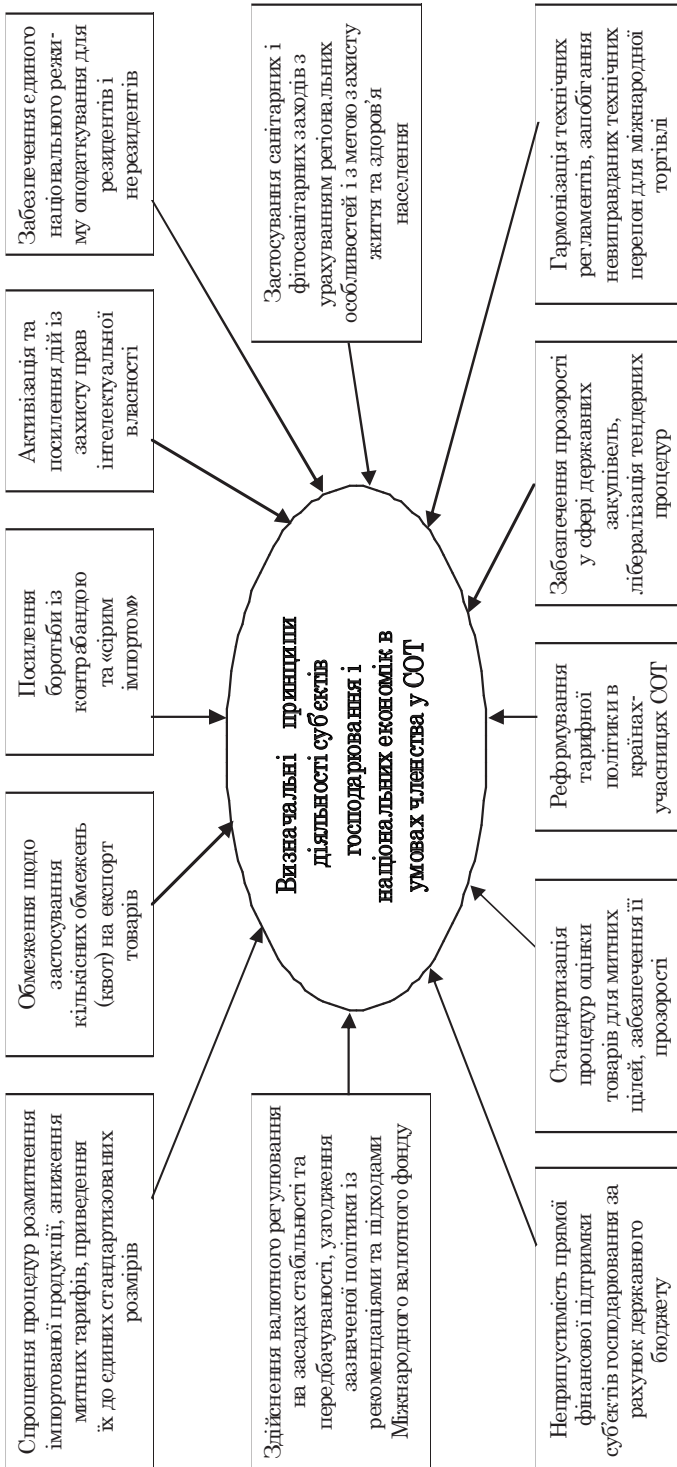 Спрощення процедур розмитнення
імпортованої продукції, зниження
митних тарифів, приведення
їх до єдиних стандартизованих
розмірів
Обмеження щодо
застосування
кількісних обмежень
(квот) на експорт
товарів
Посилення
боротьби із
контрабандою
та «сірим
імпортом»
Активізація та
посилення дій із
захисту прав
інтелектуальної
власності
Забезпечення єдиного
національного режи-
му оподаткування для
резидентів і
нерезидентів
Здійснення валютного регулювання
на засадах стабільності та
передбачуваності, узгодження
зазначеної політики із
рекомендаціями та підходами
Міжнародного валютного фонду
Визначальні принципи
діяльності суб'єктів
господарювання і
національних економік в
умовах членства у СОТ
Застосування санітарних і
фітосанітарних заходів з
урахуванням регіональних
особливостей і з метою захисту
життя та здоров'я
населення
Неприпустимість прямої
фінансової підтримки
суб'єктів господарювання за
рахунок державного
бюджету
Стандартизація
процедур оцінки
товарів для митних
цілей, забезпечення її
прозорості
Реформування
тарифної
політики в
країнах-
учасницях СОТ
Забезпечення прозорості
у сфері державних
закупівель,
лібералізація тендерних
процедур
Гармонізація технічних
регламентів, запобігання
невиправданих технічних
перепон для міжнародної
торгівлі